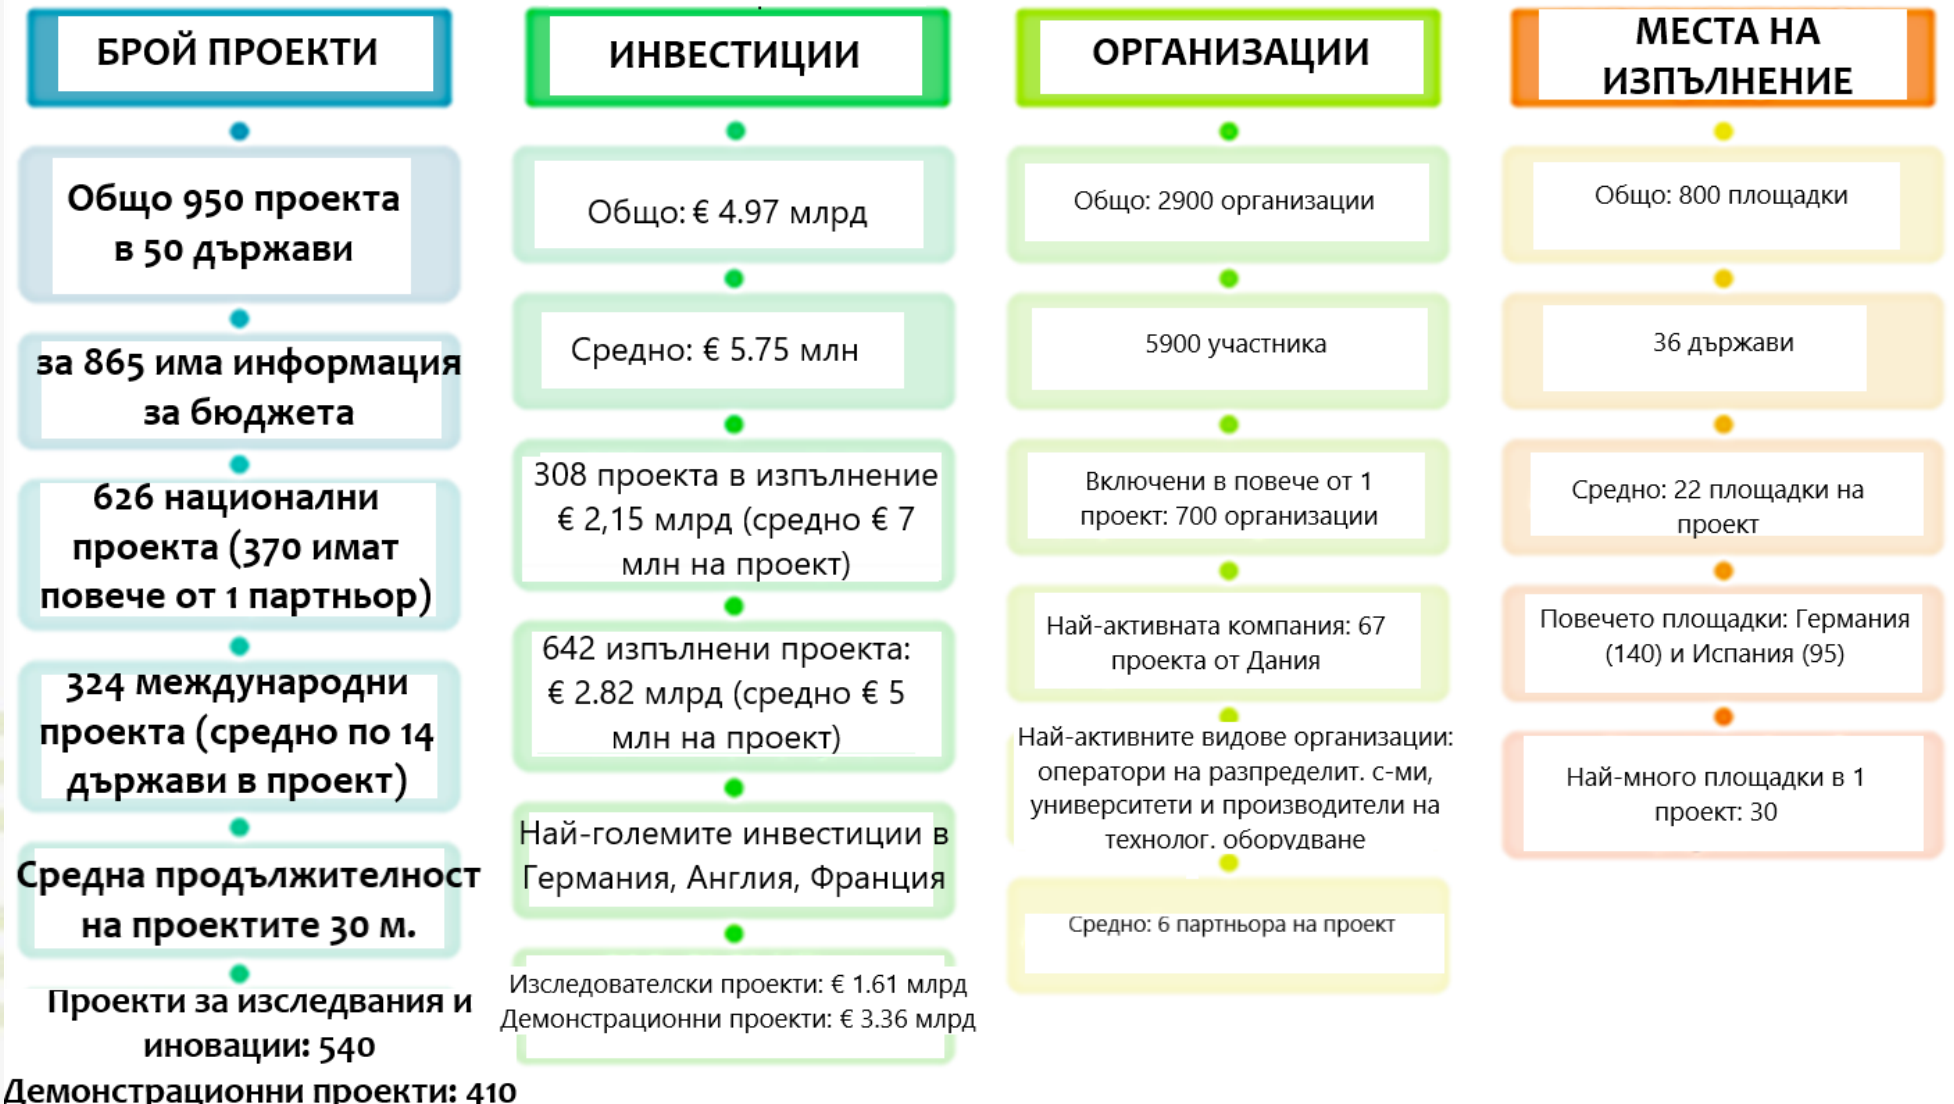 БРОЙ ПРОЕКТИ
Общо 950 проекта
в 50 държави
за 865 има информация
за бюджета
626 национални
проекта (370 имат
повече от 1 партньор)
324 международни
проекта (средно по 14
държави в проект)
Средна продължителност
на проектите 30 м.
Проекти за изследвания и
иновации: 540
Демонстрационни проекти: 410
ИНВЕСТИЦИИ
Общо: € 4.97 млрд
Средно: € 5.75 млн
308 проекта в изпълнение
€ 2,15 млрд (средно € 7
млн на проект)
642 изпълнени проекта:
€ 2.82 млрд (средно € 5
млн на проект)
Най-големите инвестиции в
Германия, Англия, Франция
Изследователски проекти: € 1.61 млрд
Демонстрационни проекти: € 3.36 млрд
ОРГАНИЗАЦИИ
Общо: 2900 организации
5900 участника
Включени в повече от 1
проект: 700 организации
Най-активната компания: 67
проекта от Дания
Най-активните видове организации:
оператори на разпределит. с-ми,
университети и производители на
технолог. оборудване
Средно: 6 партньора на проект
МЕСТА НА
ИЗПЪЛНЕНИЕ
Общо: 800 площадки
36 държави
Средно: 22 площадки на
проект
Повечето площадки: Германия
(140) и Испания (95)
Най-много площадки в 1
проект: 30